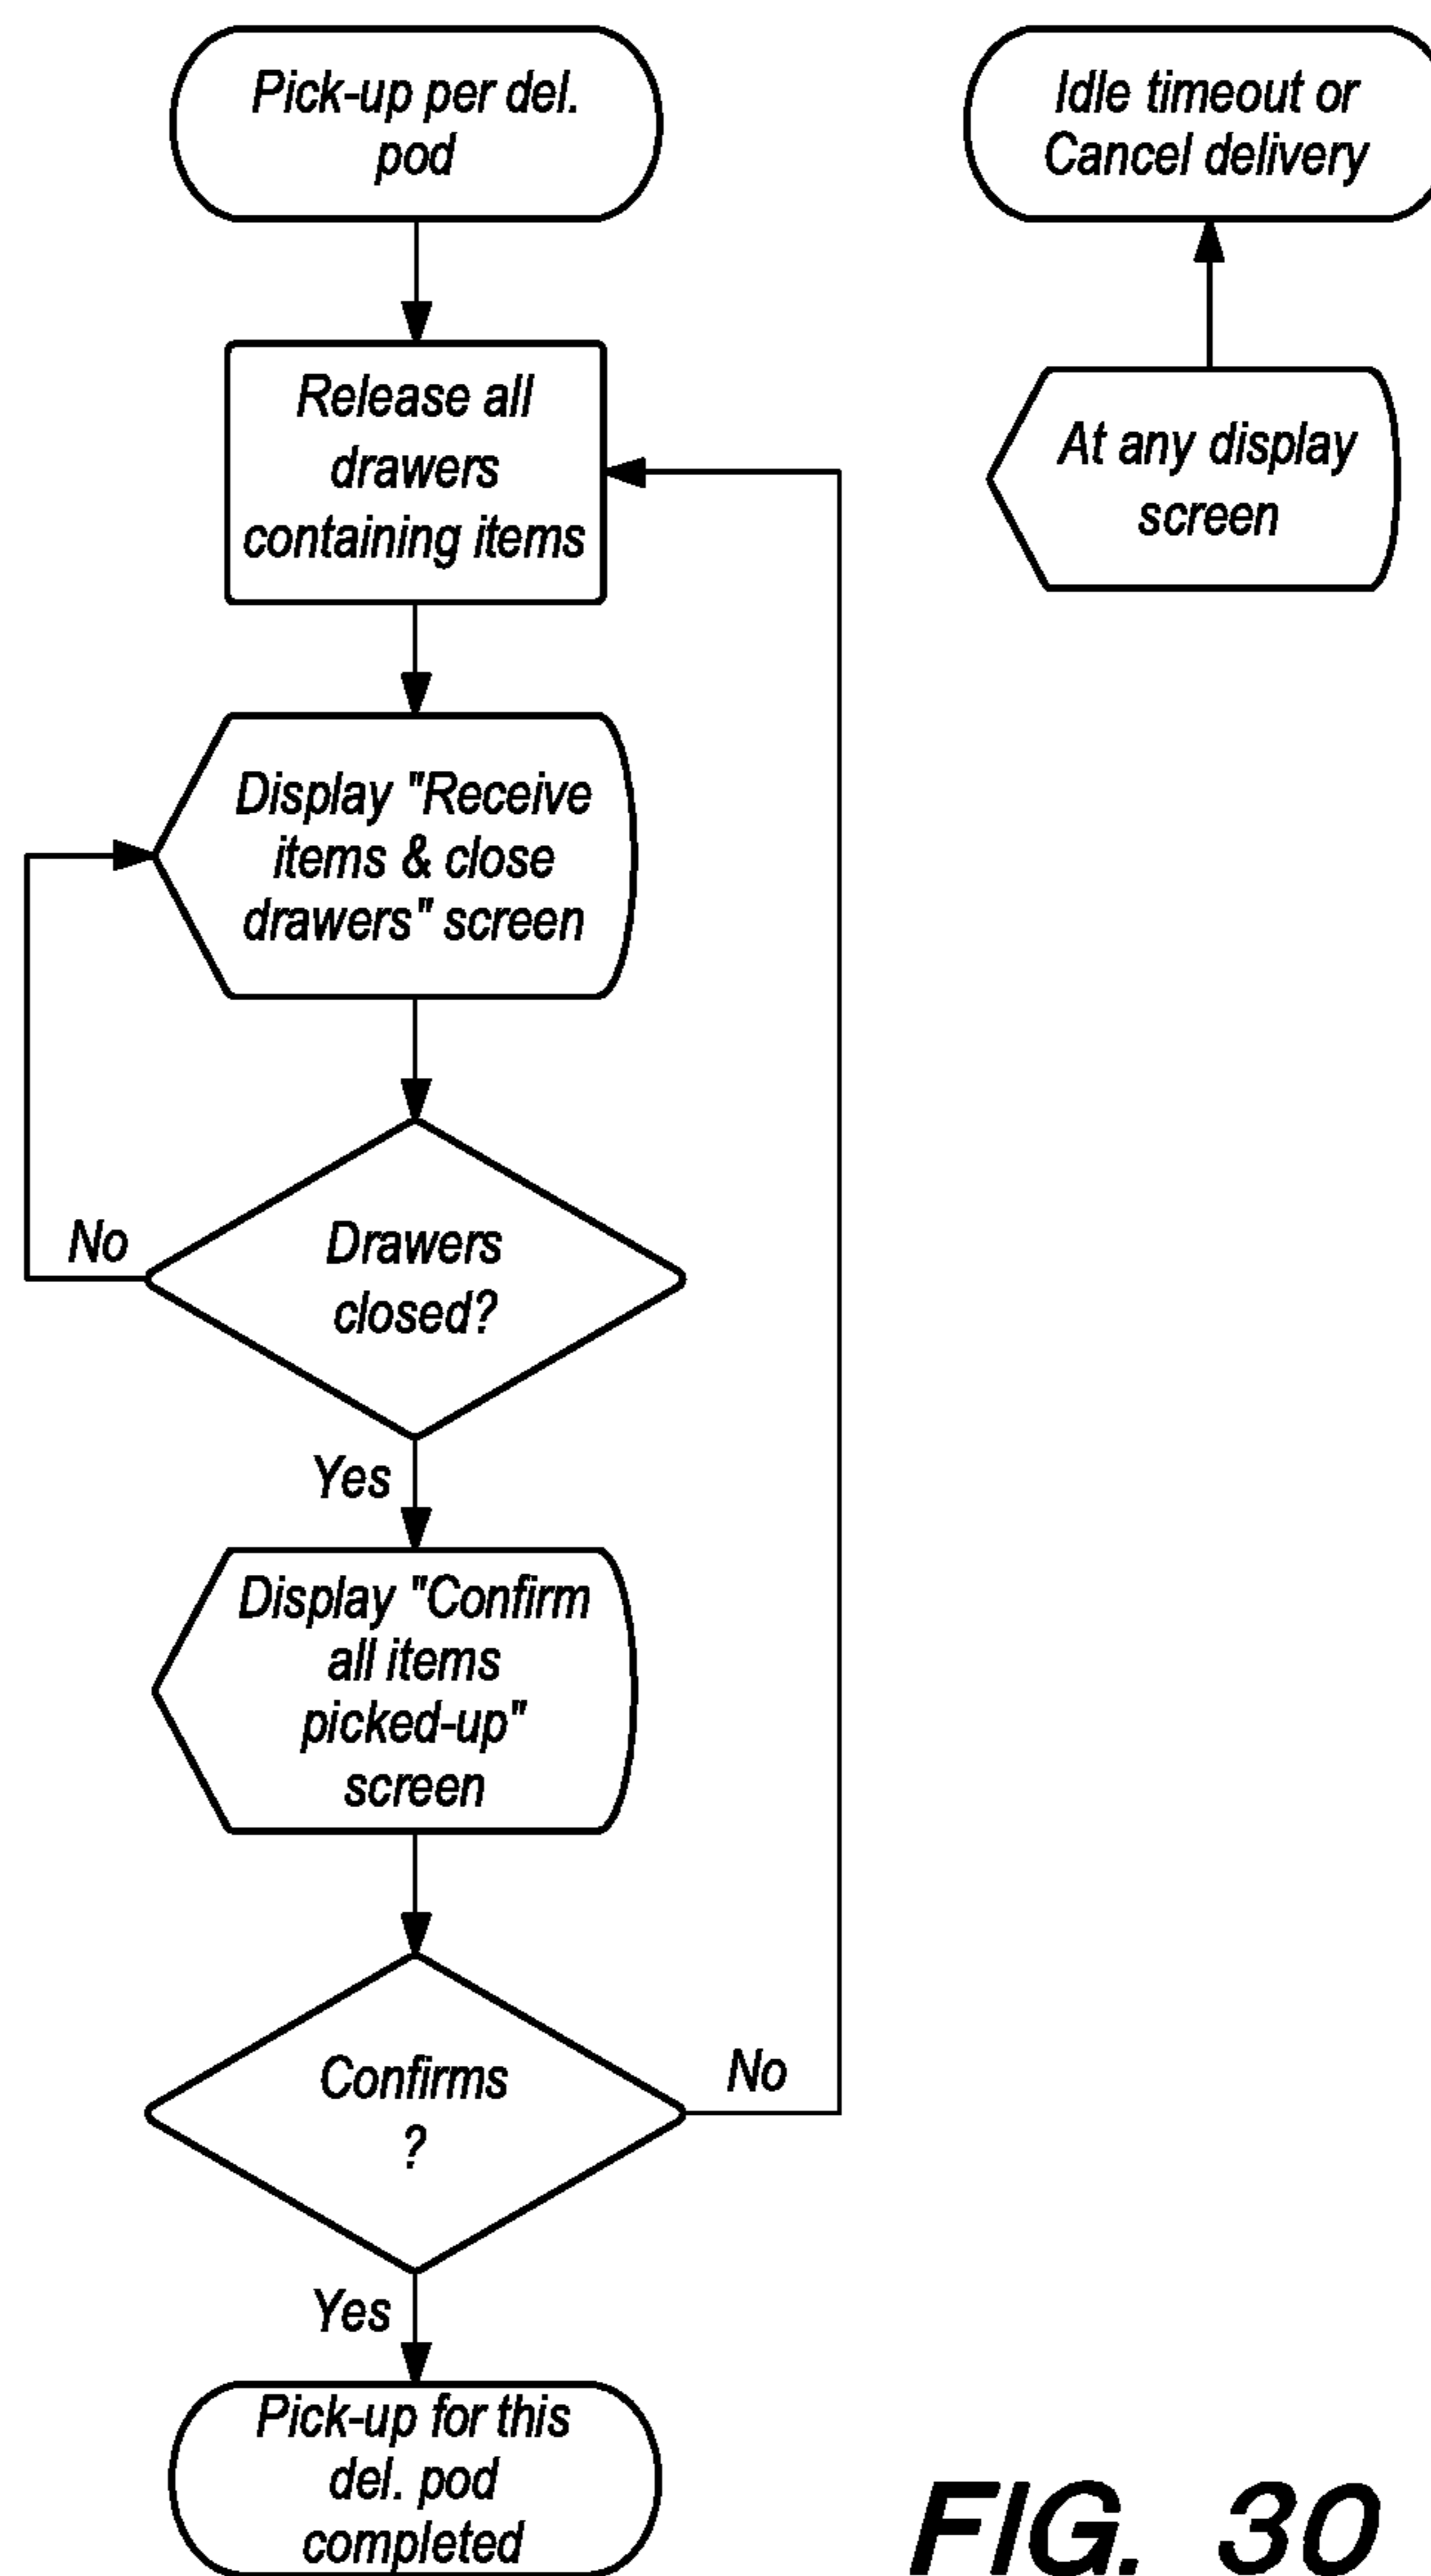 Pick-up per del.
pod
Idle timeout or
Cancel delivery
Release all
drawers
containing items
At any display
screen
Display "Receive
items & close
drawers" screen
No
Drawers
closed?
Yes
Display "Confirm
all items
picked-up"
screen
Confirms
?
No
Yes
Pick-up for this
del. pod
completed
FIG. 30